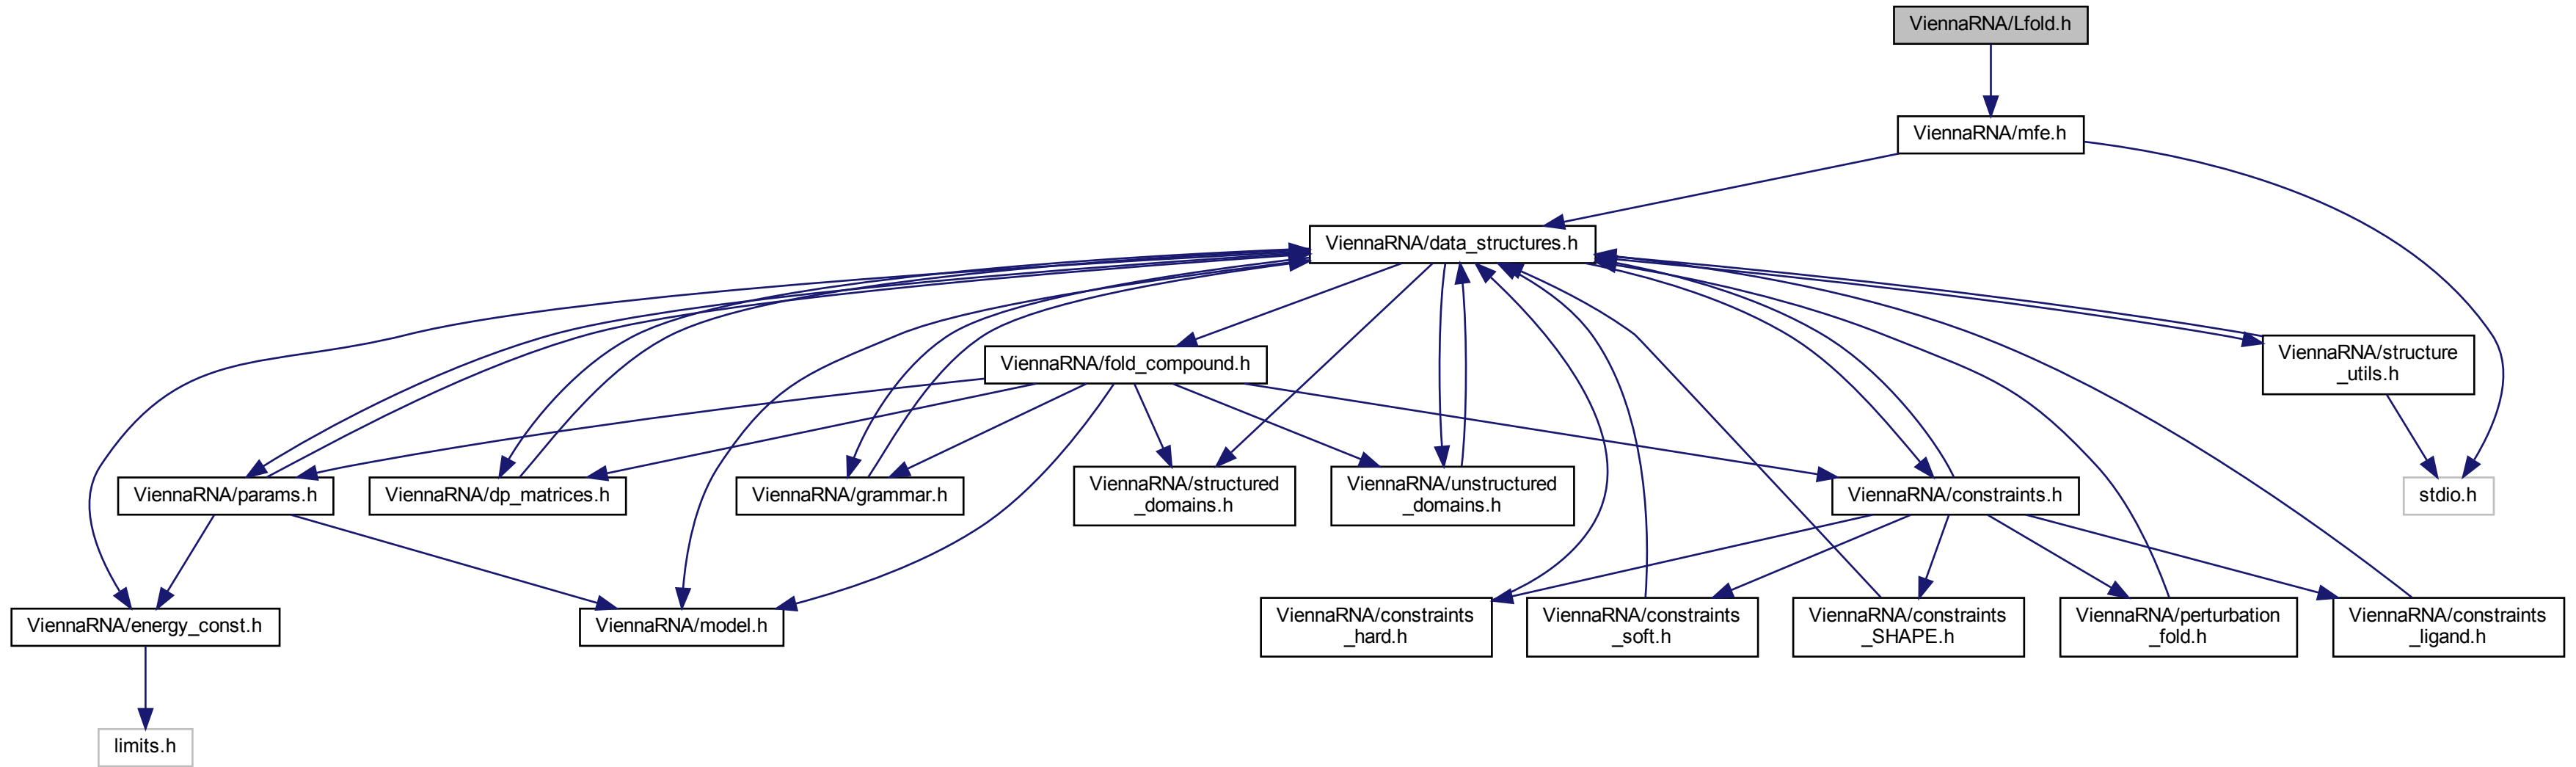 ViennaRNA/Lfold.h
ViennaRNA/mfe.h
ViennaRNA/data_structures.h
ViennaRNA/fold_compound.h
ViennaRNA/structure
_utils.h
ViennaRNA/params.h
ViennaRNA/dp_matrices.h
ViennaRNA/grammar.h
ViennaRNA/structured
_domains.h
ViennaRNA/unstructured
_domains.h
ViennaRNA/constraints.h
stdio.h
ViennaRNA/energy_const.h
ViennaRNA/model.h
ViennaRNA/constraints
_hard.h
ViennaRNA/constraints
_soft.h
ViennaRNA/constraints
_SHAPE.h
ViennaRNA/perturbation
_fold.h
ViennaRNA/constraints
_ligand.h
limits.h